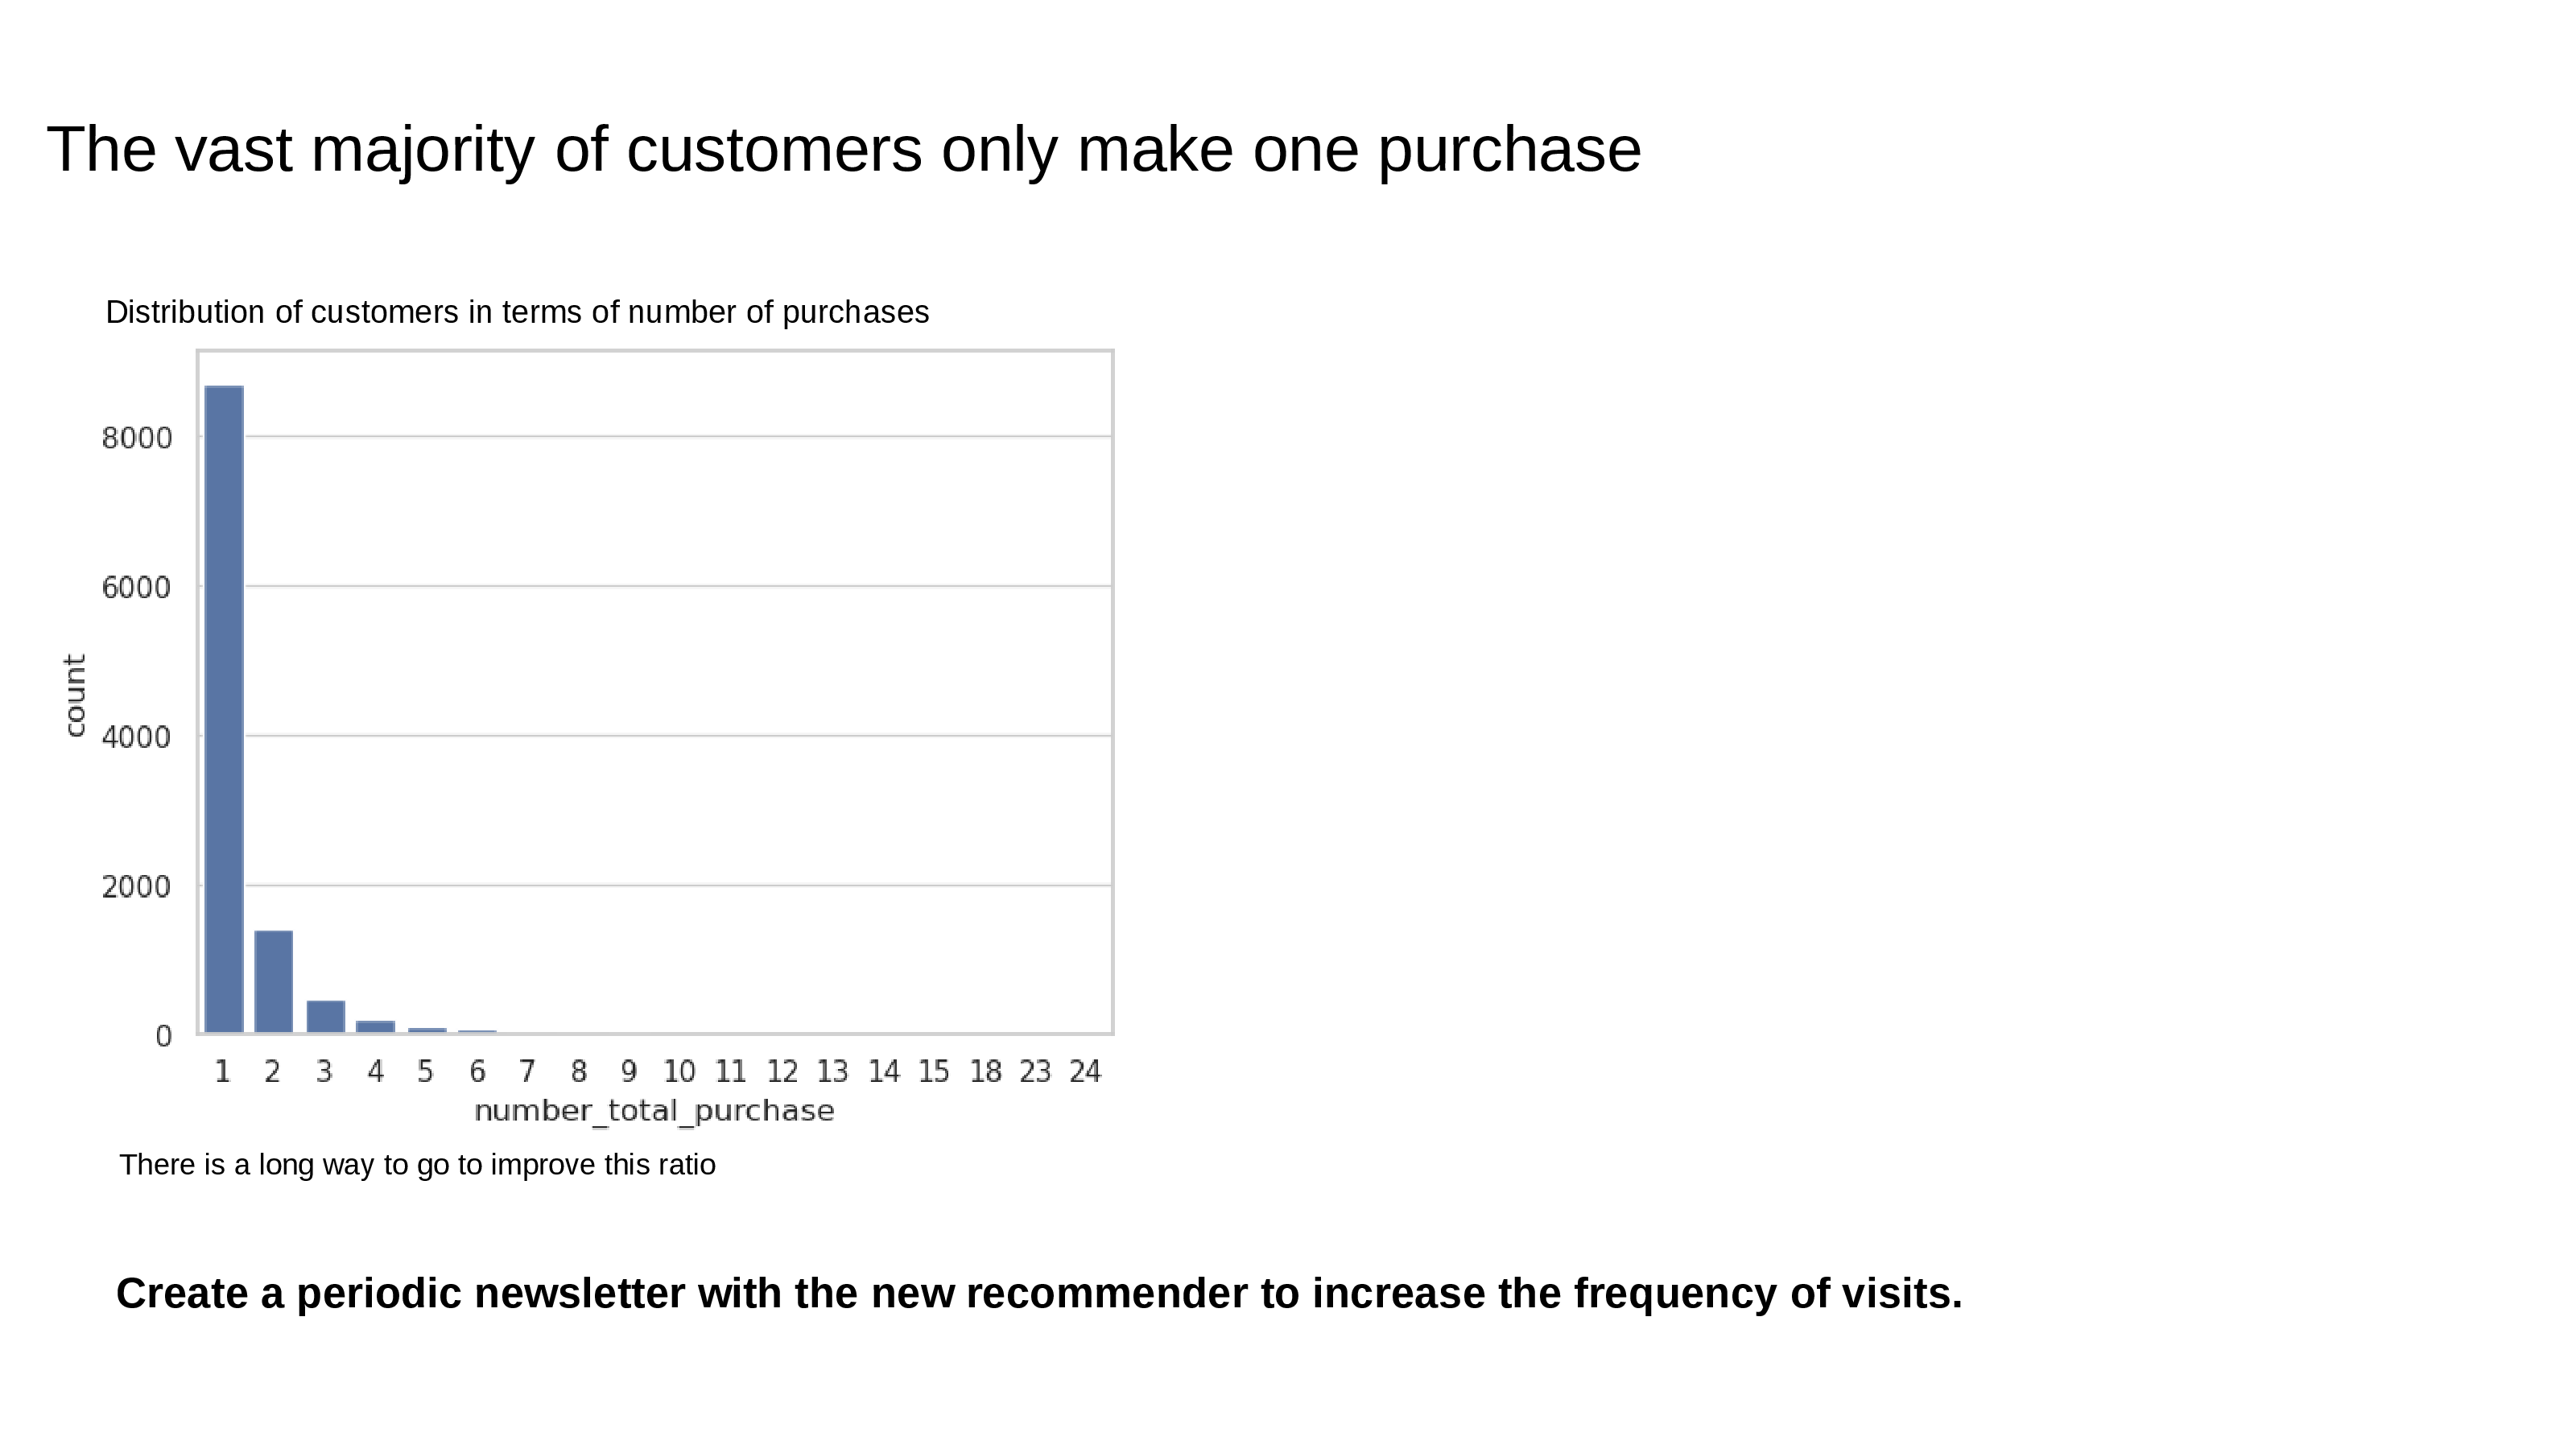 The vast majority of customers only make one purchase
Distribution of customers in terms of number of purchases
8000
6000
4000
2000
0
count
1 2 3 4 5 6 7 8 9 10 11 12 13 14 15 18 23 24
number_total_purchase
There is a long way to go to improve this ratio
Create a periodic newsletter with the new recommender to increase the frequency of visits.